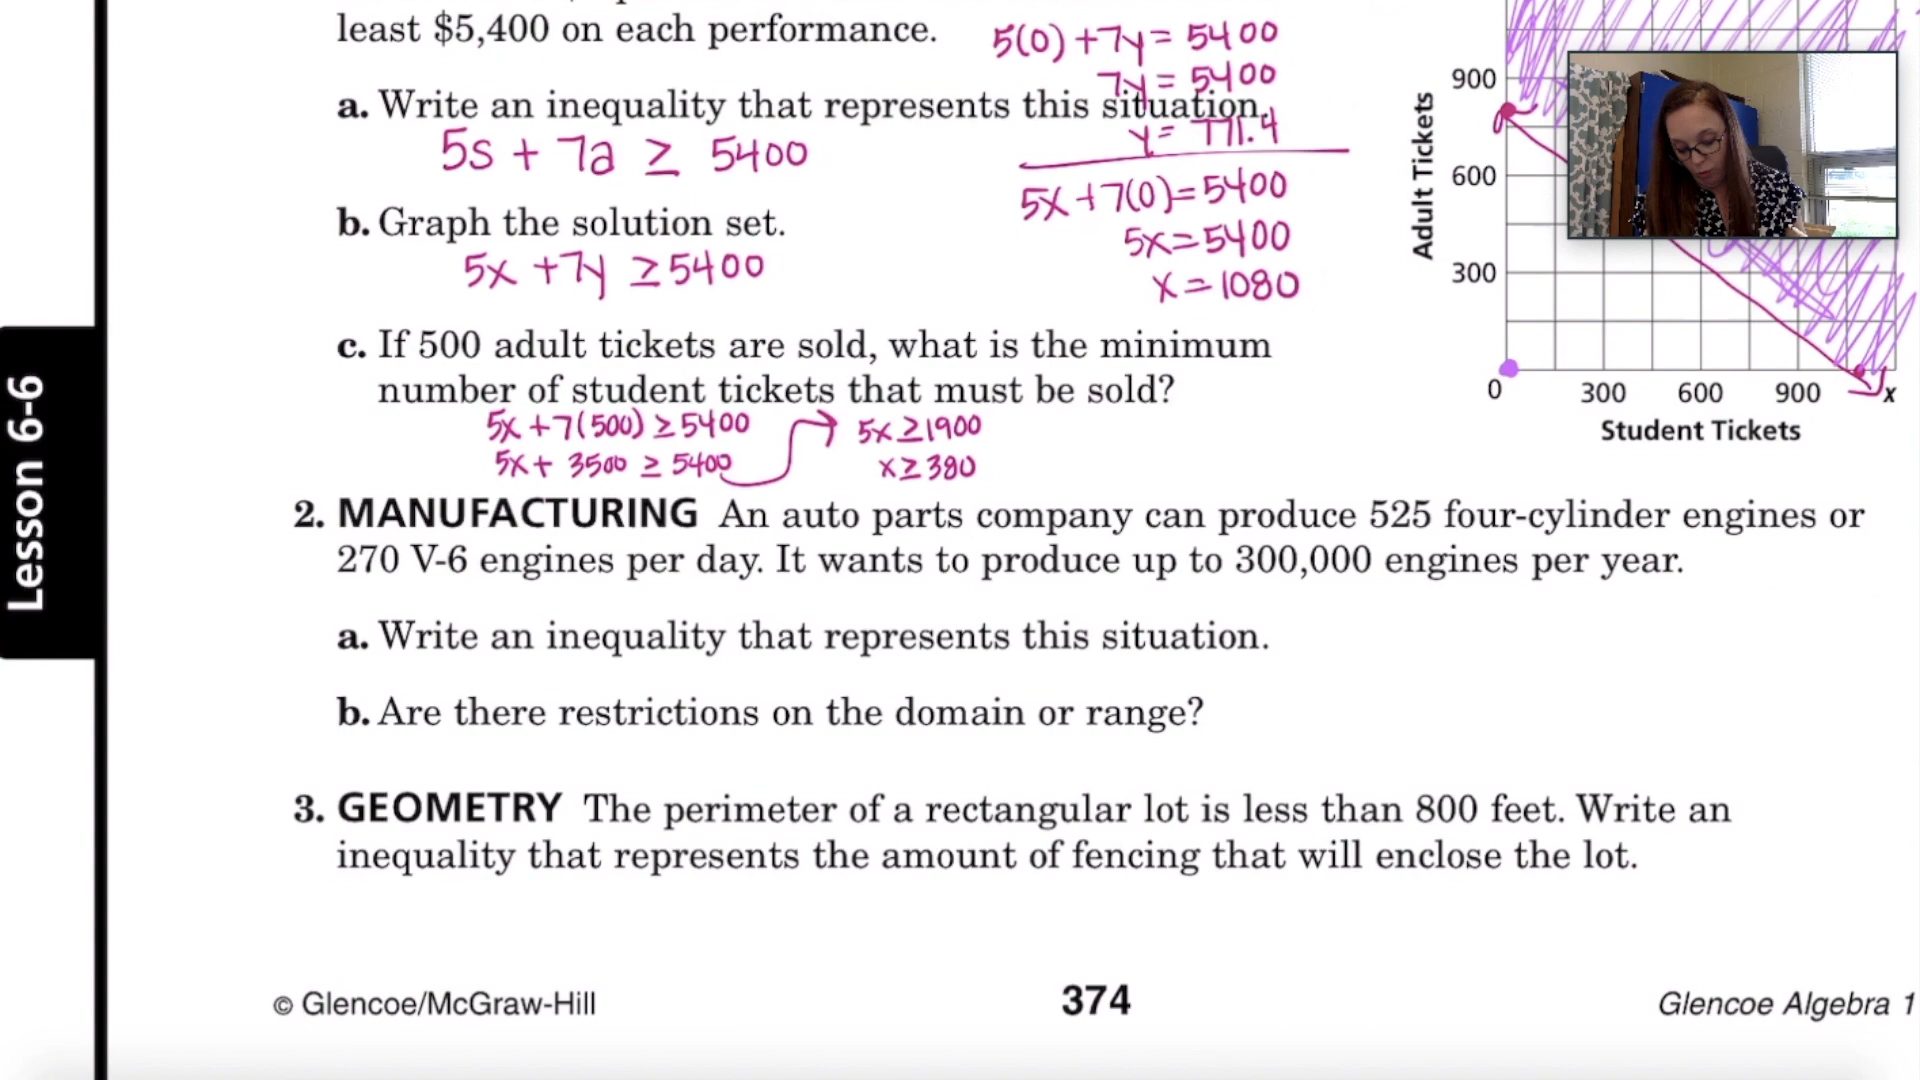 least $5,400 on each performance.
5(0) + 7y = 5400
7y = 5400
a. Write an inequality that represents this situation.
y = 771.4
5s + 7a ≥ 5400
5x + 7(0) = 5400
b. Graph the solution set.
5x = 5400
5x + 7y ≥ 5400
x = 1080
c. If 500 adult tickets are sold, what is the minimum
number of student tickets that must be sold?
5x + 7(500) ≥ 5400
5x + 3500 ≥ 5400
5x ≥ 1900
x ≥ 380
Adult Tickets
900
600
300
0 300 600 900 x
Student Tickets
Lesson 6-6
2. MANUFACTURING An auto parts company can produce 525 four-cylinder engines or
270 V-6 engines per day. It wants to produce up to 300,000 engines per year.
a. Write an inequality that represents this situation.
b. Are there restrictions on the domain or range?
3. GEOMETRY The perimeter of a rectangular lot is less than 800 feet. Write an
inequality that represents the amount of fencing that will enclose the lot.
© Glencoe/McGraw-Hill 374 Glencoe Algebra 1